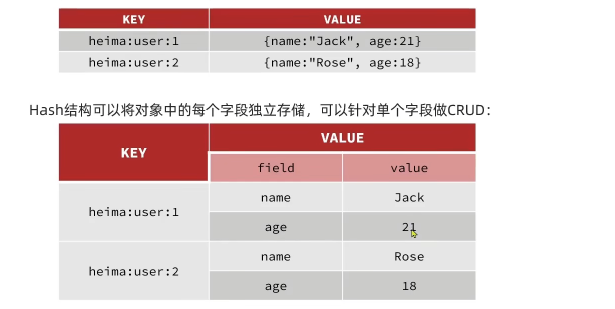 KEY VALUE
heima:user:1 {name:"Jack", age:21}
heima:user:2 {name:"Rose", age:18}
Hash结构可以将对象中的每个字段独立存储，可以针对单个字段做CRUD：
KEY VALUE
field value
heima:user:1 name Jack
age 21
heima:user:2 name Rose
age 18